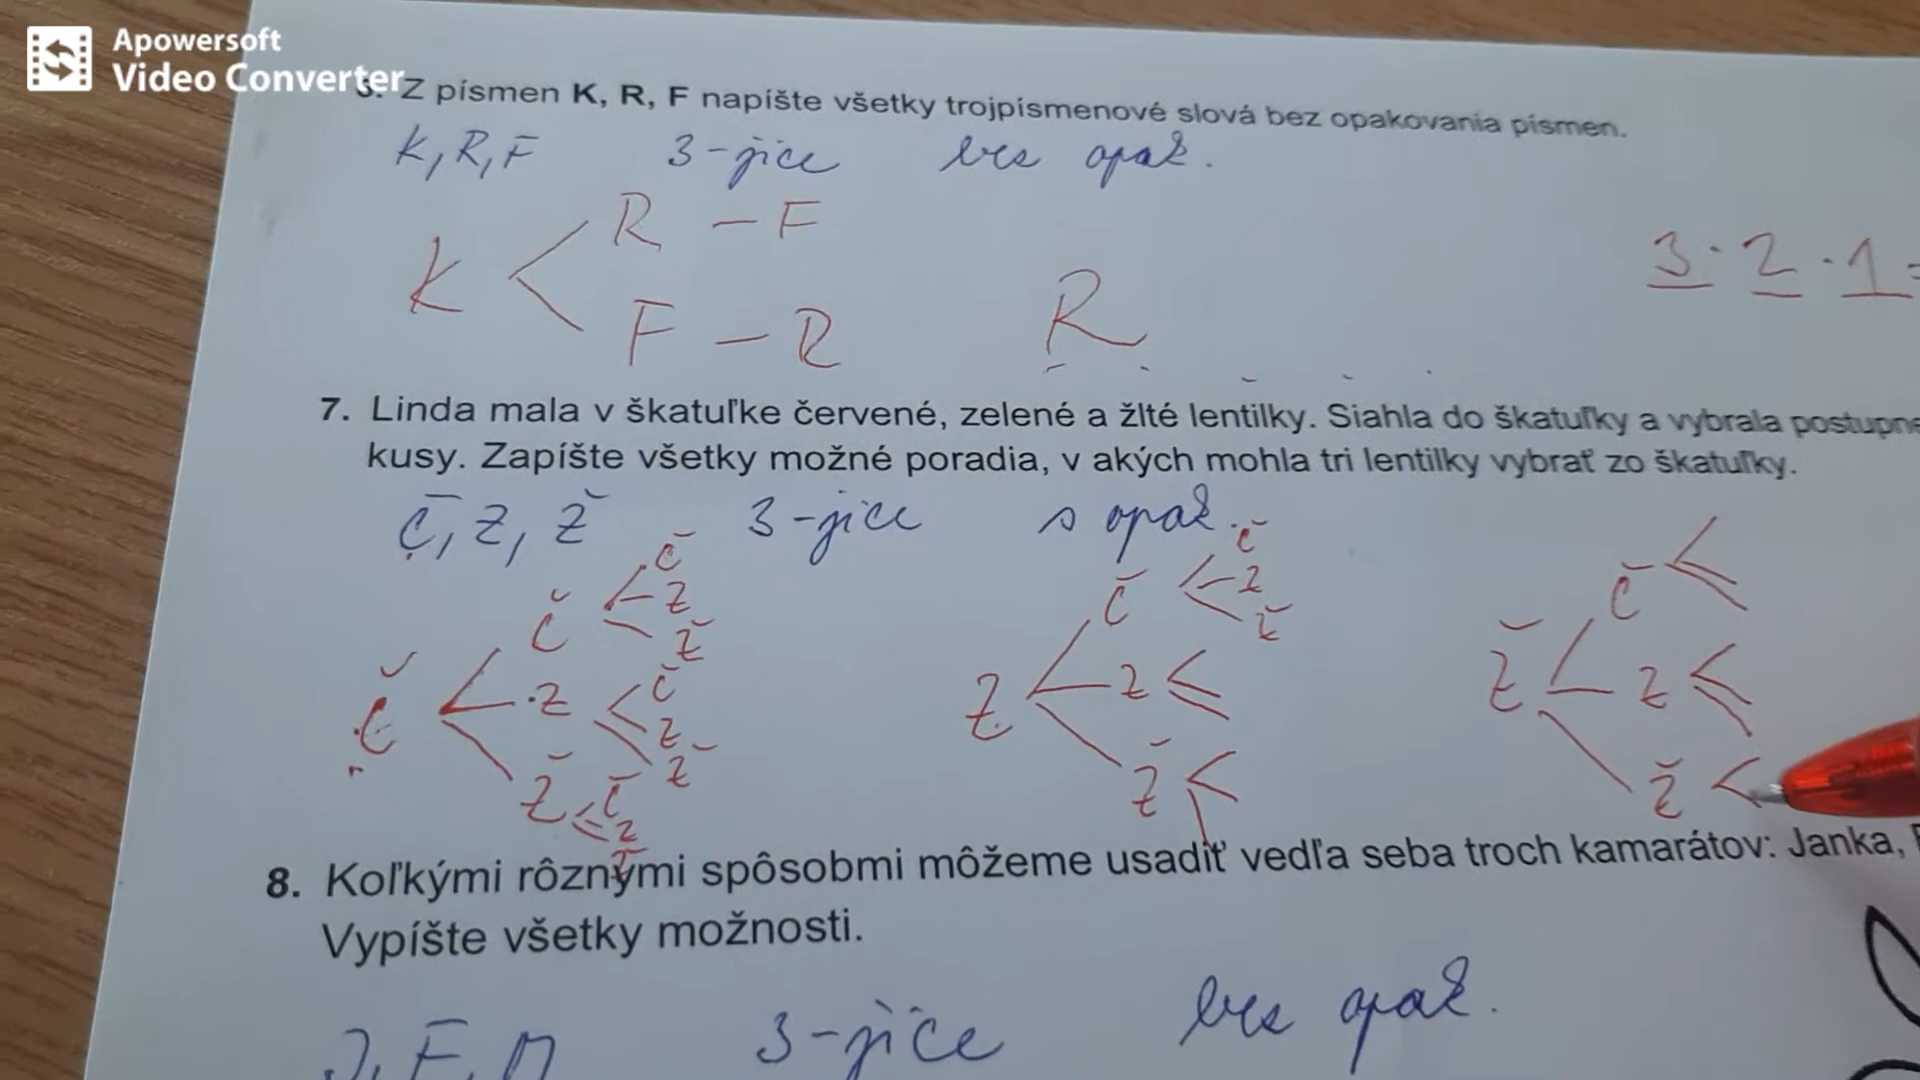 Apowersoft
Video Converter
6. Z písmen K, R, F napíšte všetky trojpísmenové slová bez opakovania písmen.
K, R, F 3-jice bez opak.
K < R - F
F - R
R
3 · 2 · 1 =
7. Linda mala v škatuľke červené, zelené a žlté lentilky. Siahla do škatuľky a vybrala postupne
kusy. Zapíšte všetky možné poradia, v akých mohla tri lentilky vybrať zo škatuľky.
Č, Z, Ž 3-jice s opak.
Č Č Č Z Ž
Z Č Z Ž
Ž Č Z Ž
Z Č Č Z Ž
Z
Ž
Ž Č
Z
Ž
8. Koľkými rôznymi spôsobmi môžeme usadiť vedľa seba troch kamarátov: Janka,
Vypíšte všetky možnosti.
J, F, M 3-jice bez opak.